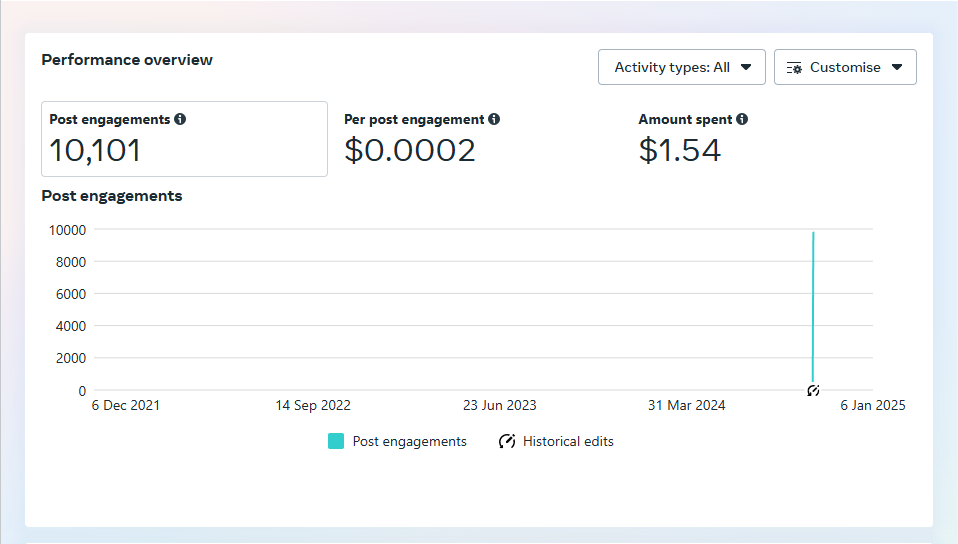 Performance overview
Activity types: All
Customise
Post engagements
Per post engagement
Amount spent
10,101
$0.0002
$1.54
Post engagements
10000
8000
6000
4000
2000
0
6 Dec 2021 14 Sep 2022 23 Jun 2023 31 Mar 2024 6 Jan 2025
Post engagements Historical edits